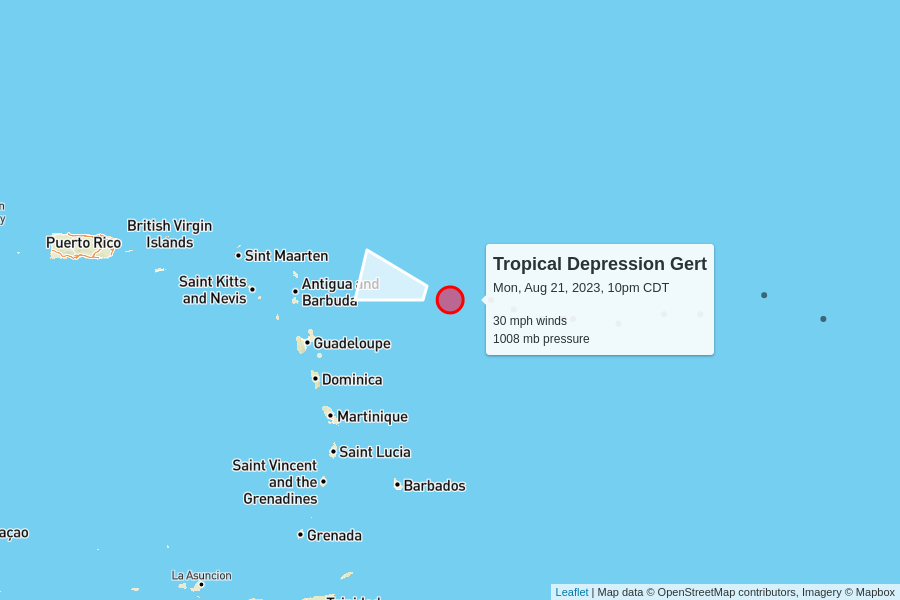 n
y
British Virgin
Islands
Puerto Rico
Sint Maarten
Saint Kitts
and Nevis
Antigua and
Barbuda
Tropical Depression Gert
Mon, Aug 21, 2023, 10pm CDT
30 mph winds
1008 mb pressure
Guadeloupe
Dominica
Martinique
Saint Lucia
Saint Vincent
and the
Grenadines
Barbados
açao
Grenada
La Asuncion
Trinidad
Leaflet | Map data © OpenStreetMap contributors, Imagery © Mapbox